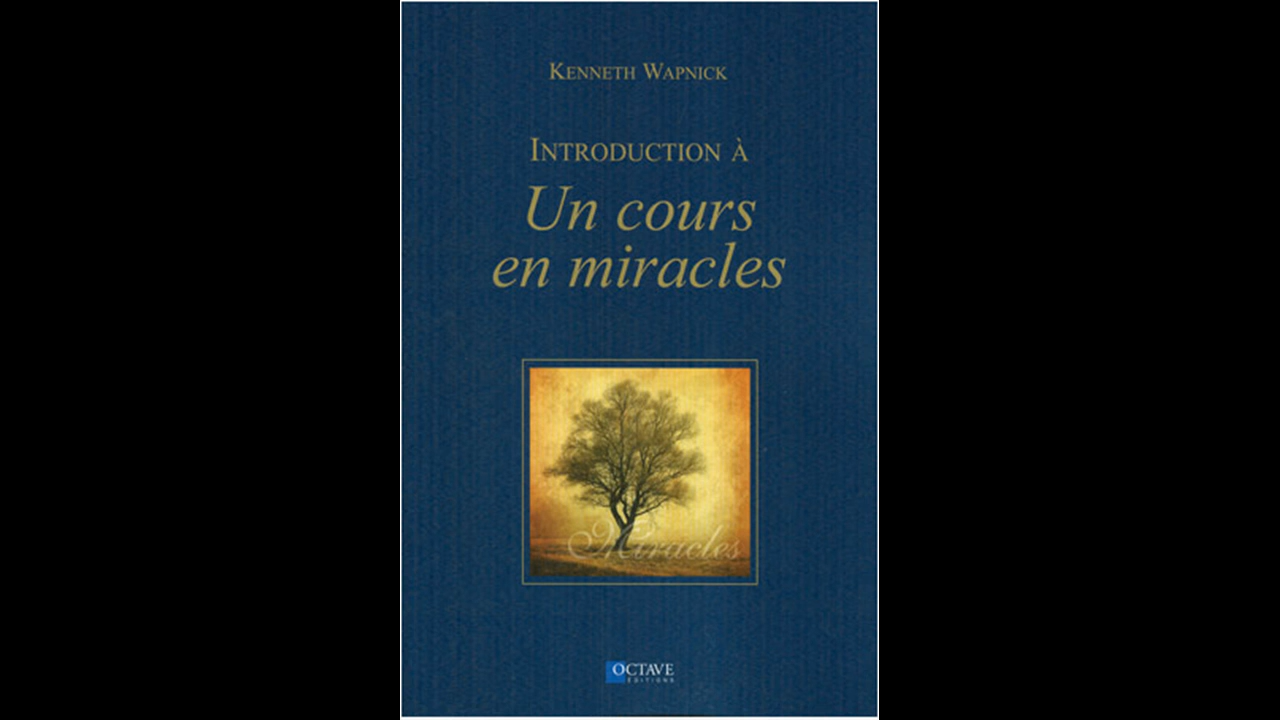 KENNETH WAPNICK
INTRODUCTION À
Un cours
en miracles
Miracles
OCTAVE
ÉDITIONS